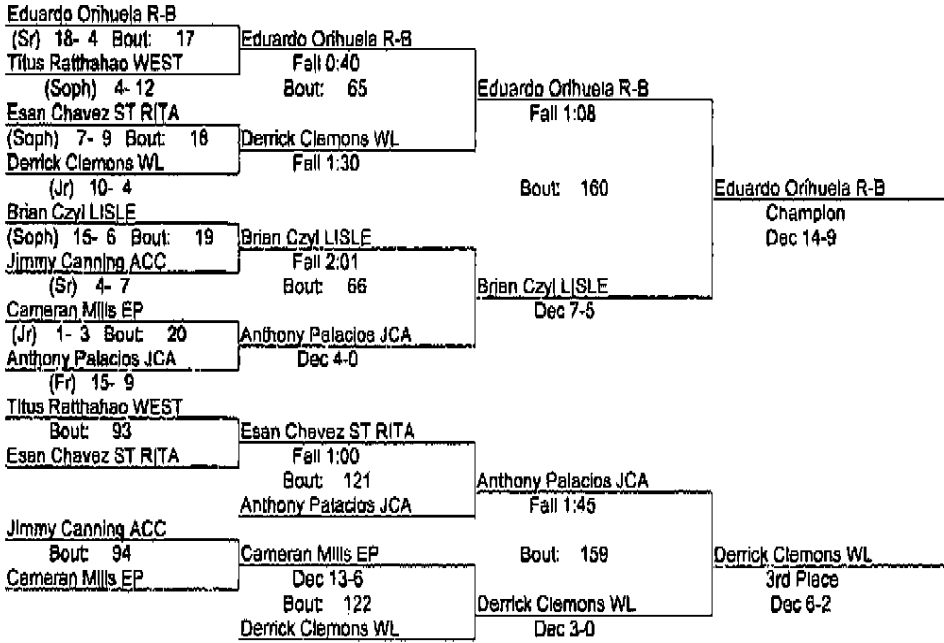 Eduardo Orihuela R-B
(Sr) 18- 4 Bout: 17
Titus Ratthahao WEST
(Soph) 4- 12
Esan Chavez ST RITA
(Soph) 7- 9 Bout: 18
Derrick Clemons WL
(Jr) 10- 4
Brian Czyl LISLE
(Soph) 15- 6 Bout: 19
Jimmy Canning ACC
(Sr) 4- 7
Cameran Mills EP
(Jr) 1- 3 Bout: 20
Anthony Palacios JCA
(Fr) 15- 9
Eduardo Orihuela R-B
Fall 0:40
Bout: 65
Derrick Clemons WL
Fall 1:30
Brian Czyl LISLE
Fall 2:01
Bout: 66
Anthony Palacios JCA
Dec 4-0
Eduardo Orihuela R-B
Fall 1:08
Bout: 160
Brian Czyl LISLE
Dec 7-5
Eduardo Orihuela R-B
Champion
Dec 14-9
Titus Ratthahao WEST
Bout: 93
Esan Chavez ST RITA
Jimmy Canning ACC
Bout: 94
Cameran Mills EP
Esan Chavez ST RITA
Fall 1:00
Bout: 121
Anthony Palacios JCA
Cameran Mills EP
Dec 13-6
Bout: 122
Derrick Clemons WL
Anthony Palacios JCA
Fall 1:45
Bout: 159
Derrick Clemons WL
Dec 3-0
Derrick Clemons WL
3rd Place
Dec 6-2